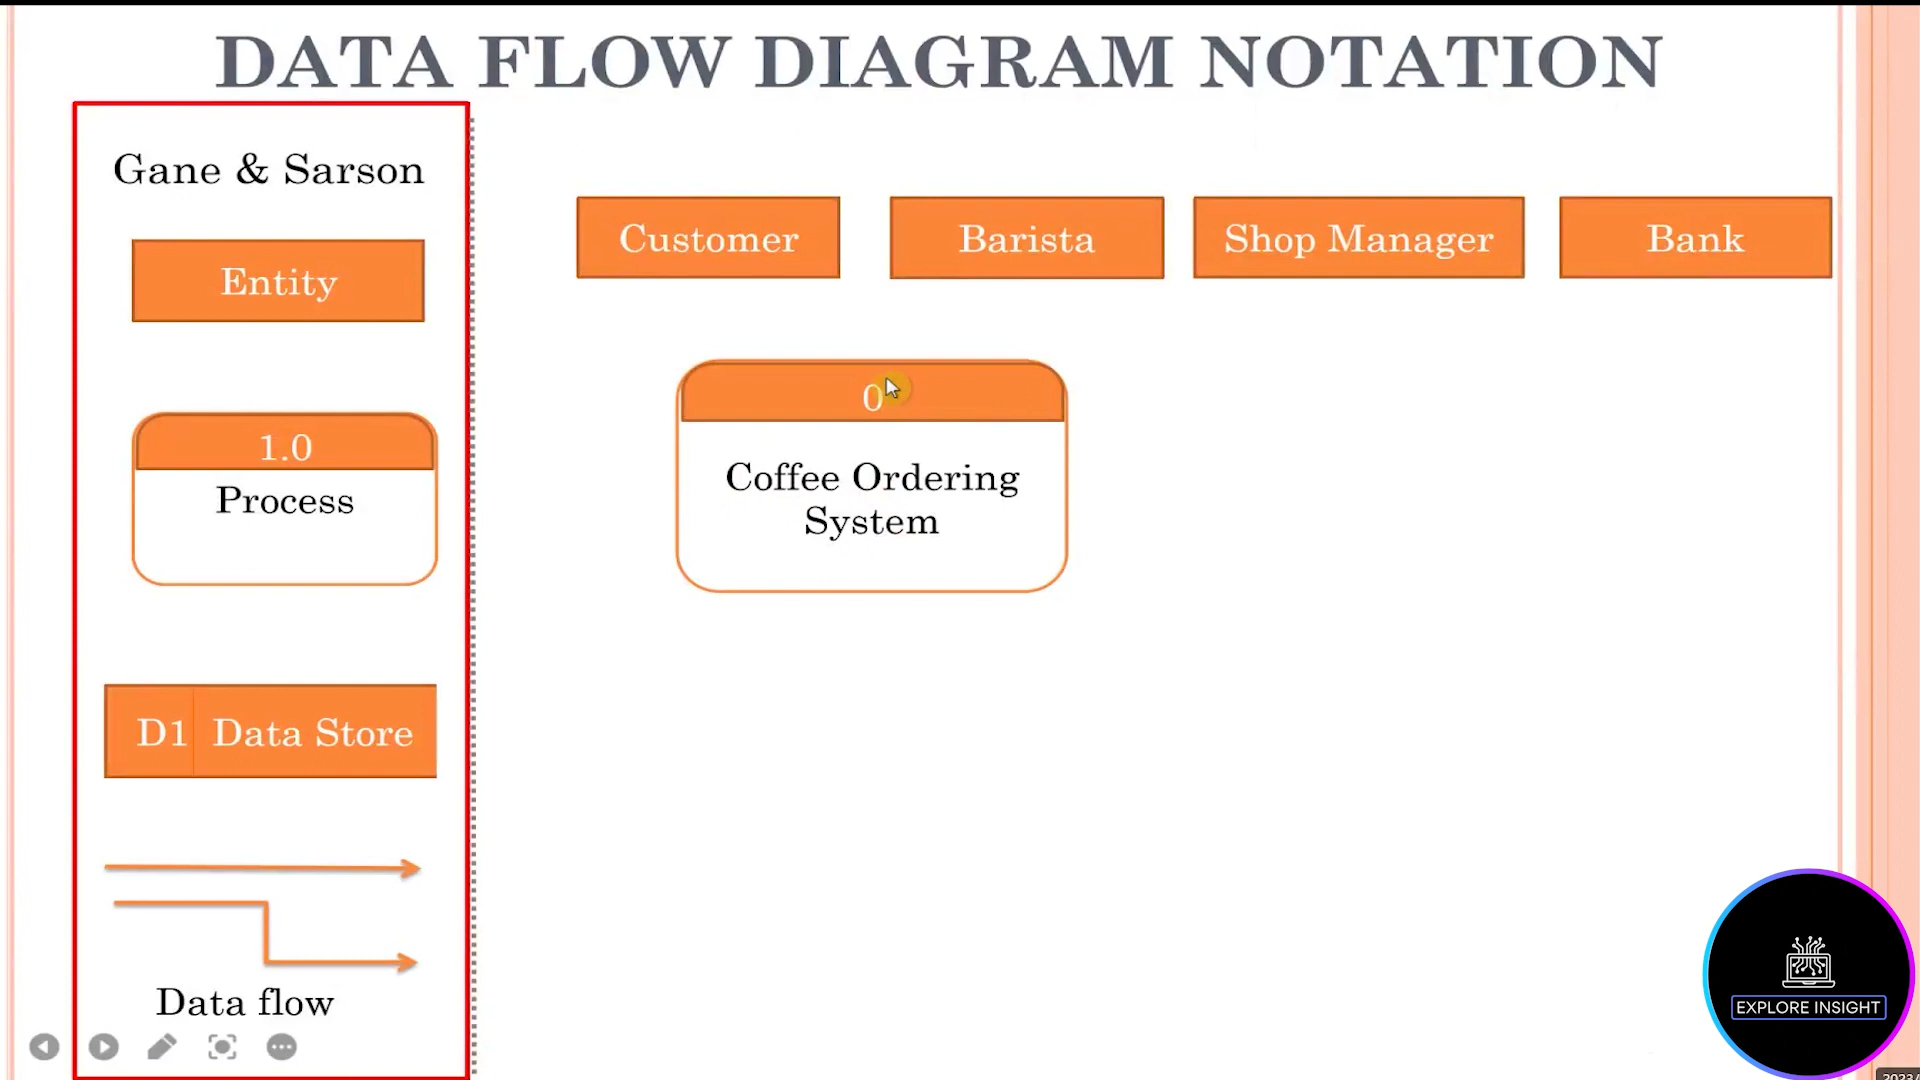 DATA FLOW DIAGRAM NOTATION
Gane & Sarson
Entity
1.0
Process
D1 Data Store
Data flow
Customer
Barista
Shop Manager
Bank
0
Coffee Ordering
System
EXPLORE INSIGHT